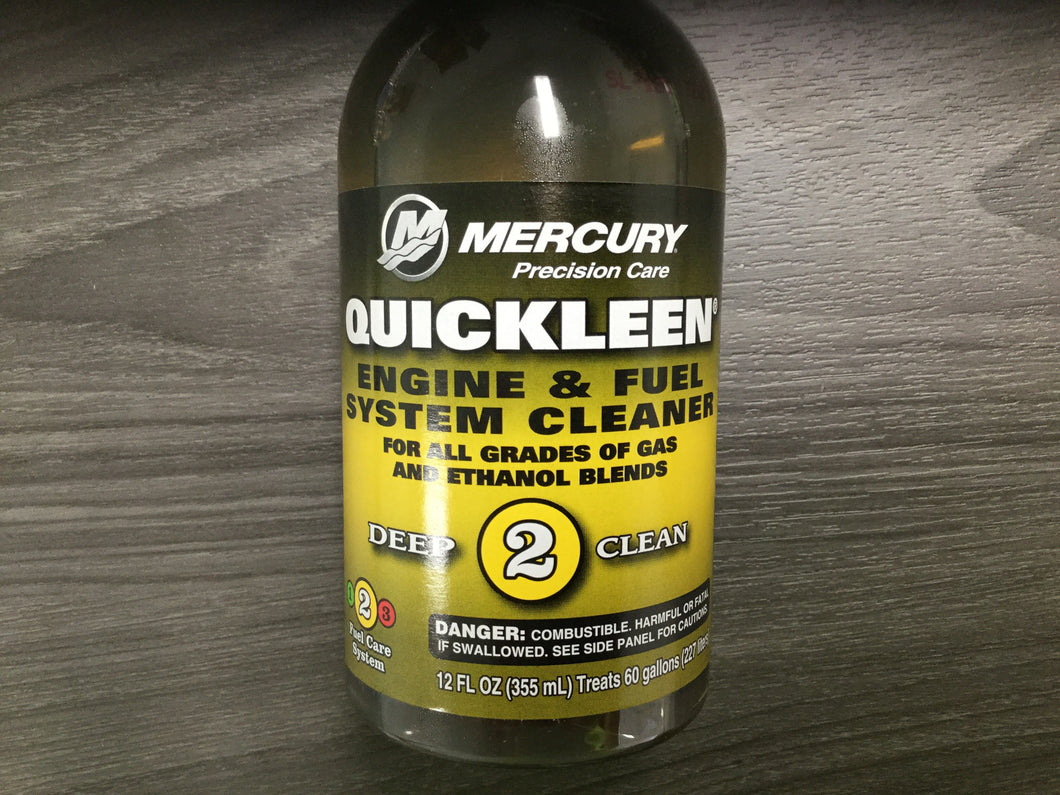 M MERCURY
Precision Care
QUICKLEEN®
ENGINE & FUEL
SYSTEM CLEANER
FOR ALL GRADES OF GAS
AND ETHANOL BLENDS
DEEP 2 CLEAN
1 2 3
Fuel Care
System
DANGER: COMBUSTIBLE. HARMFUL OR FATAL
IF SWALLOWED. SEE SIDE PANEL FOR CAUTIONS
12 FL OZ (355 mL) Treats 60 gallons (227 liters)